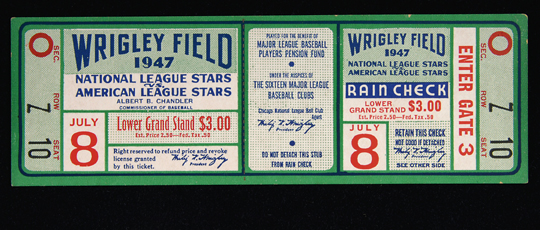 O
SEC.
Z
ROW
10
SEAT
WRIGLEY FIELD
1947
NATIONAL LEAGUE STARS
vs.
AMERICAN LEAGUE STARS
ALBERT B. CHANDLER
COMMISSIONER OF BASEBALL
JULY
8
Lower Grand Stand $3.00
Est. Price 2.50—Fed. Tax .50
Right reserved to refund price and revoke
license granted
by this ticket.
PLAYED FOR THE BENEFIT OF
MAJOR LEAGUE BASEBALL
PLAYERS PENSION FUND
UNDER THE AUSPICES OF
THE SIXTEEN MAJOR LEAGUE
BASEBALL CLUBS
Chicago National League Ball Club
Agent
President
DO NOT DETACH THIS STUB
FROM RAIN CHECK
WRIGLEY FIELD
1947
NATIONAL LEAGUE STARS
vs.
AMERICAN LEAGUE STARS
RAIN CHECK
LOWER
GRAND STAND $3.00
Est. Price 2.50—Fed. Tax .50
JULY
8
RETAIN THIS CHECK
NOT GOOD IF DETACHED
SEE OTHER SIDE
ENTER GATE 3
O
SEC.
Z
ROW
10
SEAT